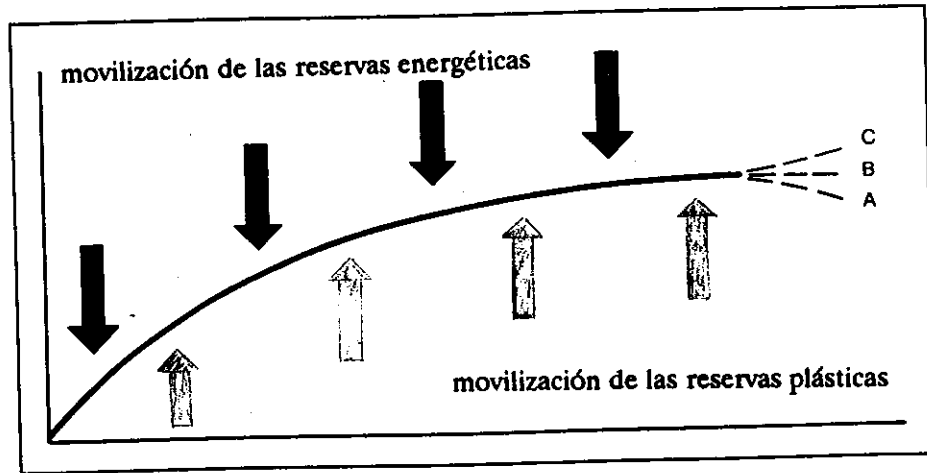 movilización de las reservas energéticas
C
B
A
movilización de las reservas plásticas